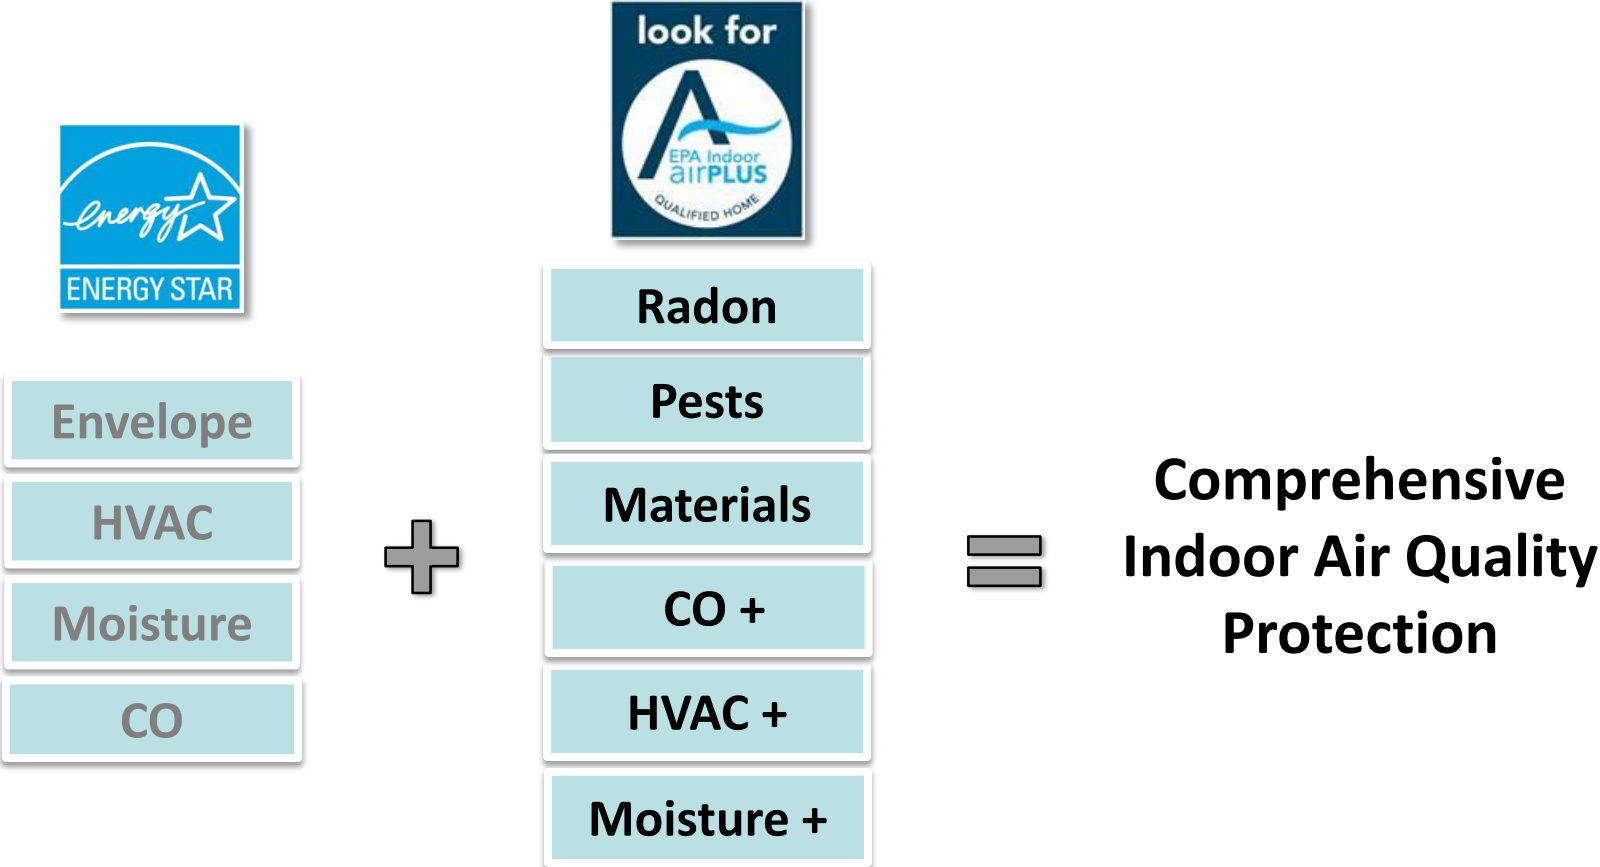 look for
EPA Indoor
airPLUS
QUALIFIED HOME
energy
ENERGY STAR
Envelope
HVAC
Moisture
CO
+
Radon
Pests
Materials
CO +
HVAC +
Moisture +
=
Comprehensive
Indoor Air Quality
Protection